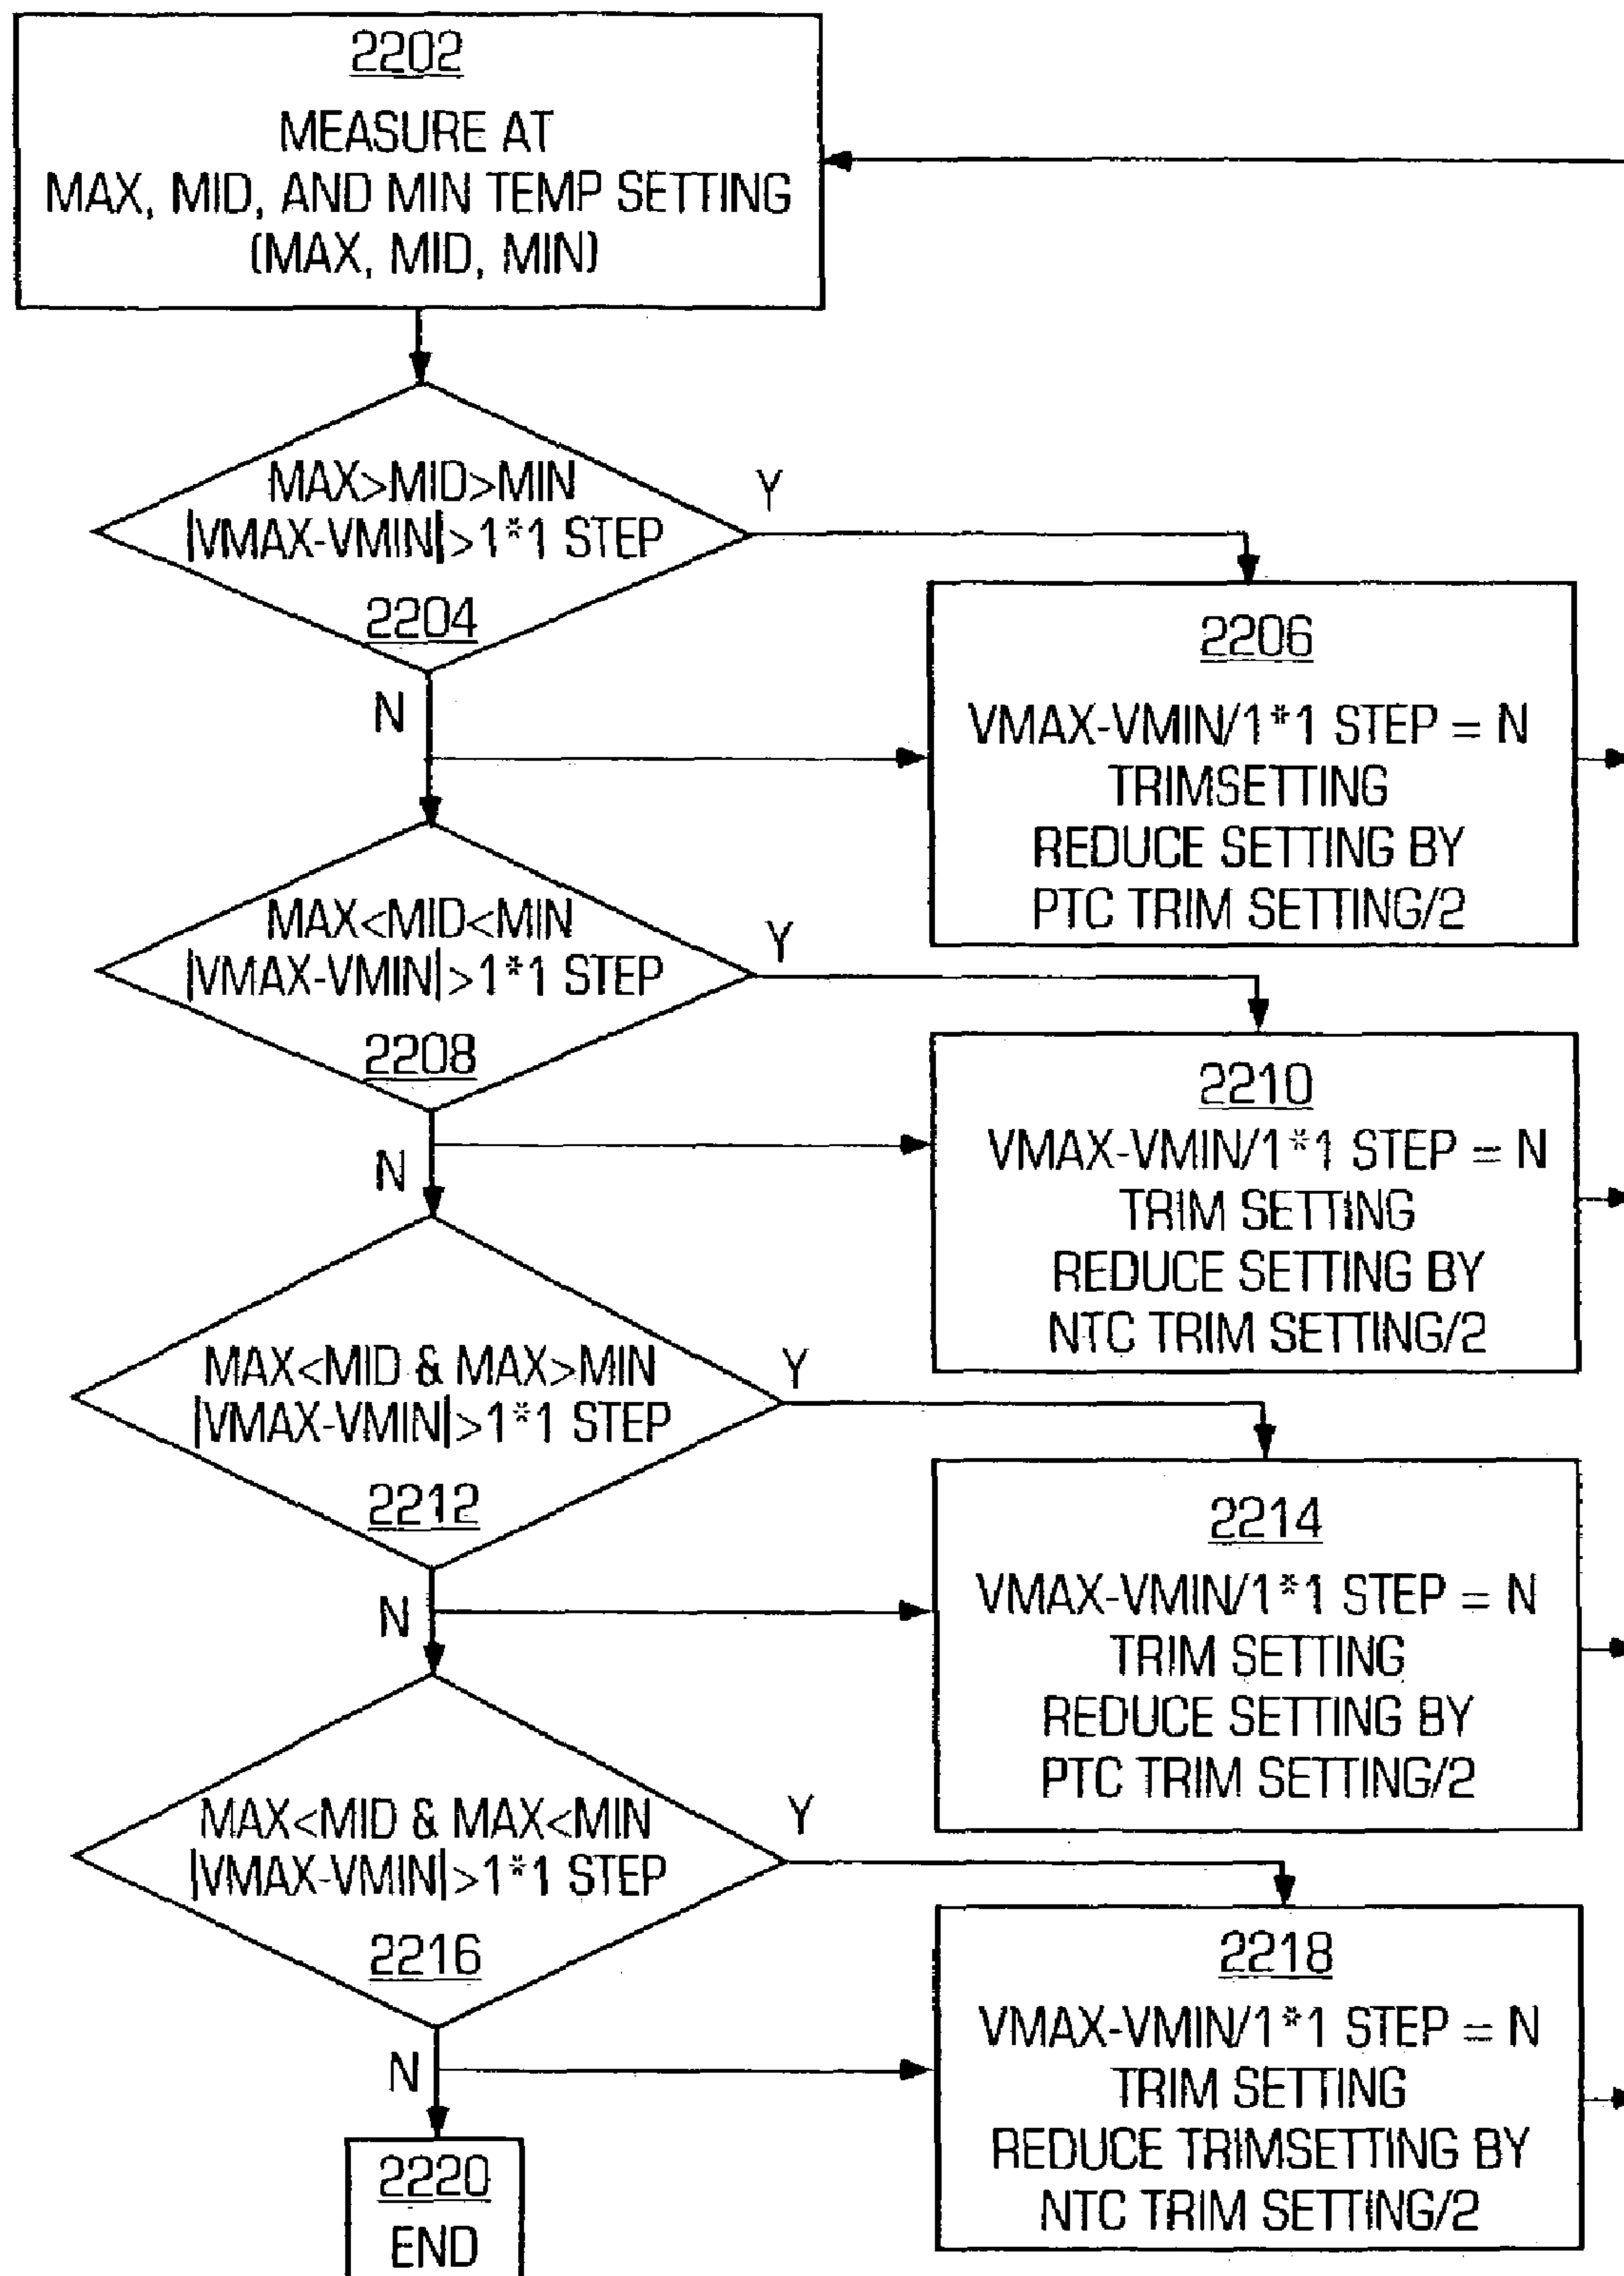 2202
MEASURE AT
MAX, MID, AND MIN TEMP SETTING
(MAX, MID, MIN)
MAX>MID>MIN
|VMAX-VMIN|>1*1 STEP
2204
Y
N
2206
VMAX-VMIN/1*1 STEP = N
TRIMSETTING
REDUCE SETTING BY
PTC TRIM SETTING/2
MAX<MID<MIN
|VMAX-VMIN|>1*1 STEP
2208
Y
N
2210
VMAX-VMIN/1*1 STEP = N
TRIM SETTING
REDUCE SETTING BY
NTC TRIM SETTING/2
MAX<MID & MAX>MIN
|VMAX-VMIN|>1*1 STEP
2212
Y
N
2214
VMAX-VMIN/1*1 STEP = N
TRIM SETTING
REDUCE SETTING BY
PTC TRIM SETTING/2
MAX<MID & MAX<MIN
|VMAX-VMIN|>1*1 STEP
2216
Y
N
2218
VMAX-VMIN/1*1 STEP = N
TRIM SETTING
REDUCE TRIMSETTING BY
NTC TRIM SETTING/2
2220
END